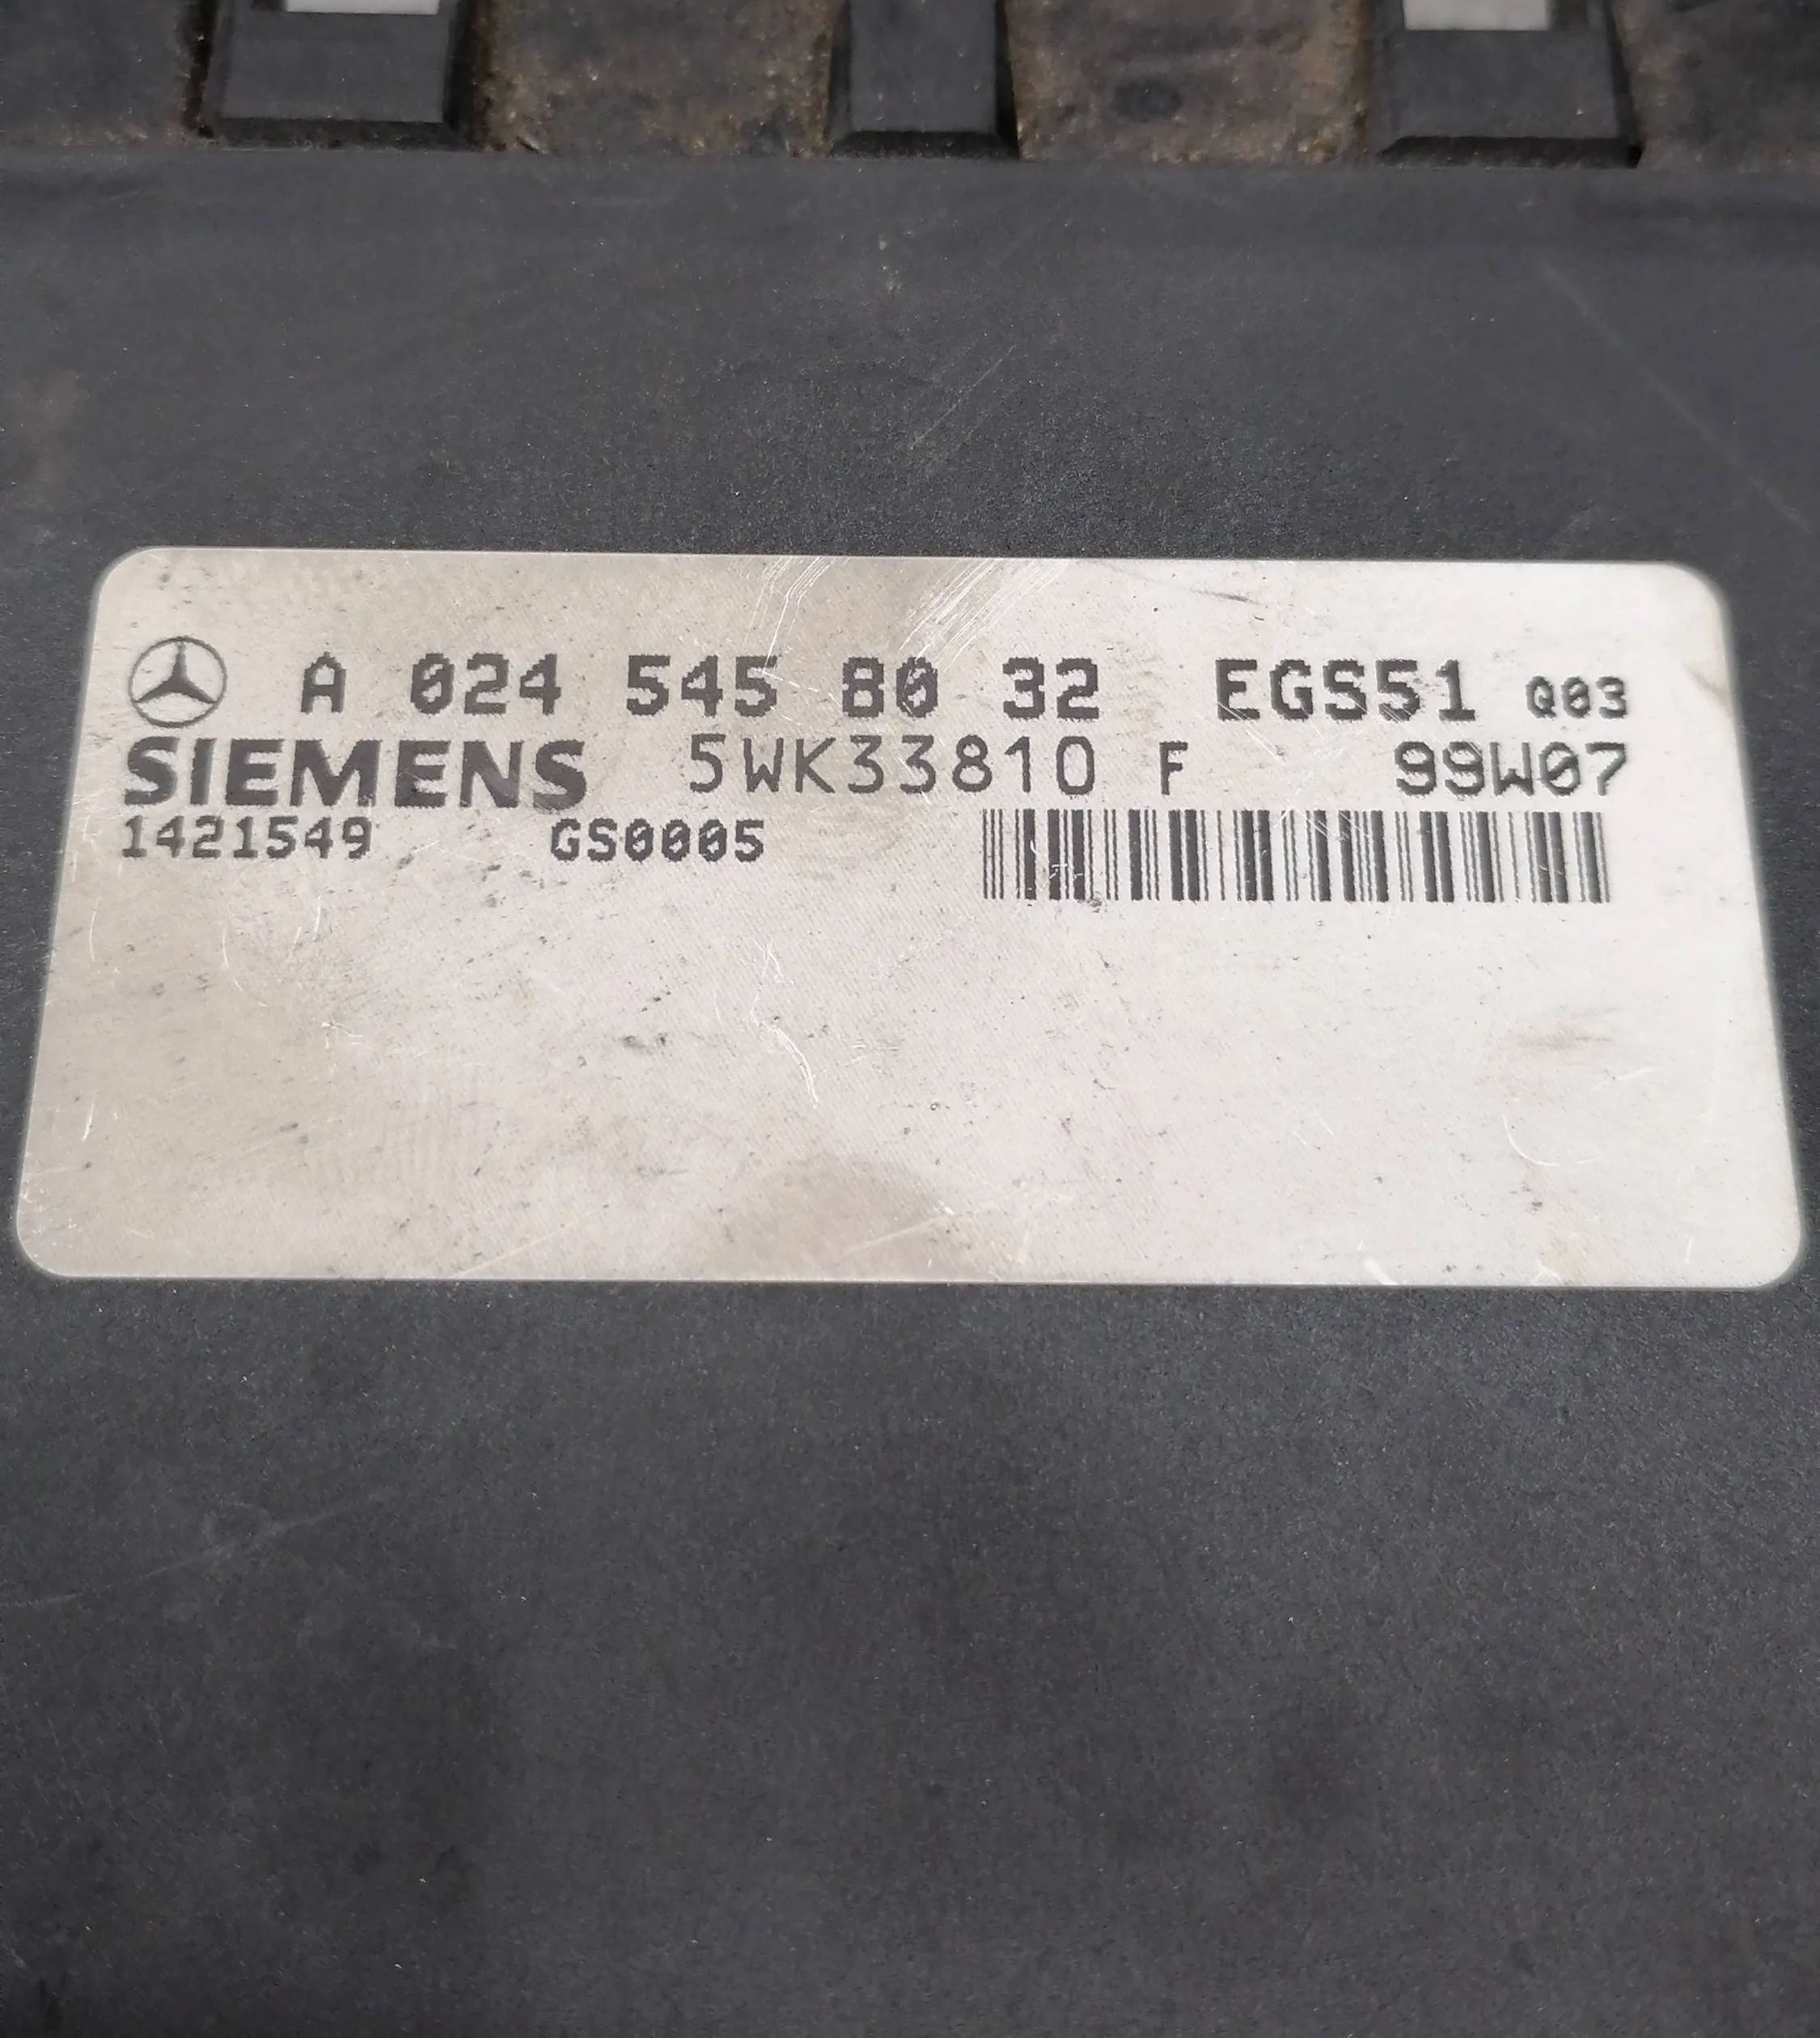 A 024 545 80 32 EGS51 Q03
SIEMENS 5WK33810 F 99W07
1421549 GS0005